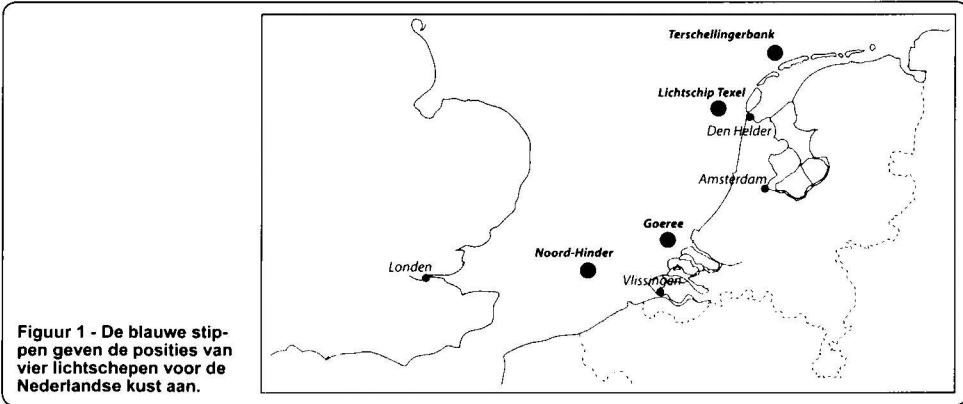 Terschellingerbank
Lichtschip Texel
Den Helder
Amsterdam
Goeree
Noord-Hinder
Londen
Vlissingen
Figuur 1 - De blauwe stip-
pen geven de posities van
vier lichtschepen voor de
Nederlandse kust aan.